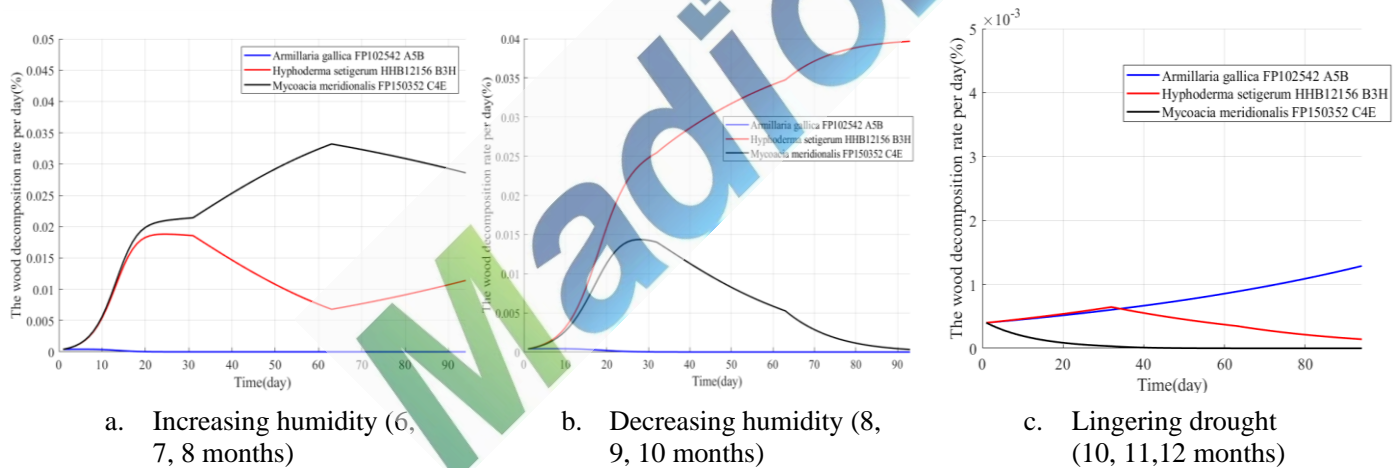 0.05
0.045
0.04
0.035
0.03
0.025
0.02
0.015
0.01
0.005
0
0 10 20 30 40 50 60 70 80 90
The wood decomposition rate per day(%)
Time(day)
Armillaria gallica FP102542 A5B
Hyphoderma setigerum HHB12156 B3H
Mycoacia meridionalis FP150352 C4E
a. Increasing humidity (6,
7, 8 months)
0.04
0.035
0.03
0.025
0.02
0.015
0.01
0.005
0
0 10 20 30 40 50 60 70 80 90
The wood decomposition rate per day(%)
Time(day)
Armillaria gallica FP102542 A5B
Hyphoderma setigerum HHB12156 B3H
Mycoacia meridionalis FP150352 C4E
b. Decreasing humidity (8,
9, 10 months)
×10⁻³
5
4
3
2
1
0
0 20 40 60 80
The wood decomposition rate per day(%)
Time(day)
Armillaria gallica FP102542 A5B
Hyphoderma setigerum HHB12156 B3H
Mycoacia meridionalis FP150352 C4E
c. Lingering drought
(10, 11,12 months)